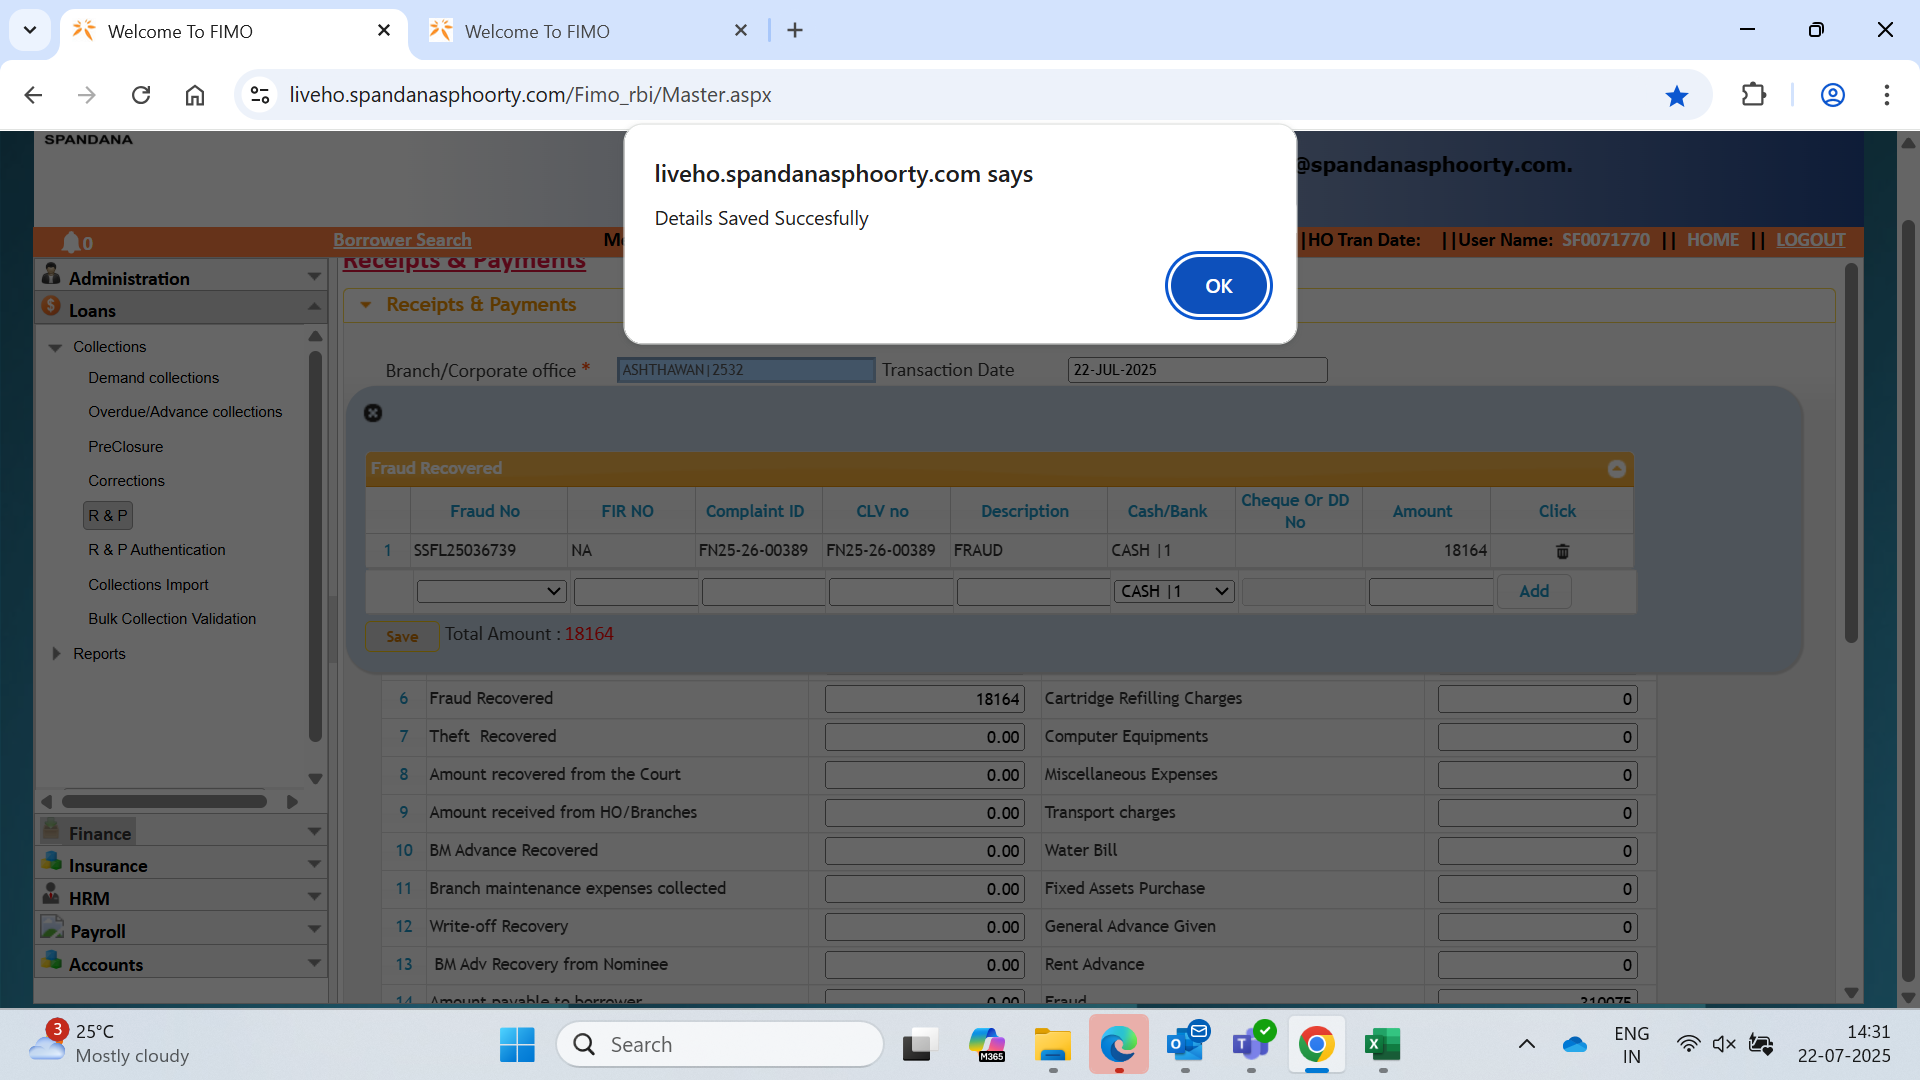 Welcome To FIMO
Welcome To FIMO
liveho.spandanasphoorty.com/Fimo_rbi/Master.aspx
SPANDANA
@spandanasphoorty.com.
liveho.spandanasphoorty.com says
Details Saved Succesfully
OK
0
Borrower Search
|HO Tran Date: ||User Name: SF0071770 || HOME || LOGOUT
Administration
Loans
Collections
Demand collections
Overdue/Advance collections
PreClosure
Corrections
R & P
R & P Authentication
Collections Import
Bulk Collection Validation
Reports
Finance
Insurance
HRM
Payroll
Accounts
Receipts & Payments
Receipts & Payments
Branch/Corporate office * ASHTHAWAN|2532 Transaction Date 22-JUL-2025
Fraud Recovered
Fraud No FIR NO Complaint ID CLV no Description Cash/Bank Cheque Or DD No Amount Click
1 SSFL25036739 NA FN25-26-00389 FN25-26-00389 FRAUD CASH |1 18164
CASH |1 Add
Save Total Amount : 18164
6 Fraud Recovered 18164 Cartridge Refilling Charges 0
7 Theft Recovered 0.00 Computer Equipments 0
8 Amount recovered from the Court 0.00 Miscellaneous Expenses 0
9 Amount received from HO/Branches 0.00 Transport charges 0
10 BM Advance Recovered 0.00 Water Bill 0
11 Branch maintenance expenses collected 0.00 Fixed Assets Purchase 0
12 Write-off Recovery 0.00 General Advance Given 0
13 BM Adv Recovery from Nominee 0.00 Rent Advance 0
14 Amount payable to borrower 0.00 Fraud 310075
3
25°C
Mostly cloudy
Search
M365
ENG
IN
14:31
22-07-2025